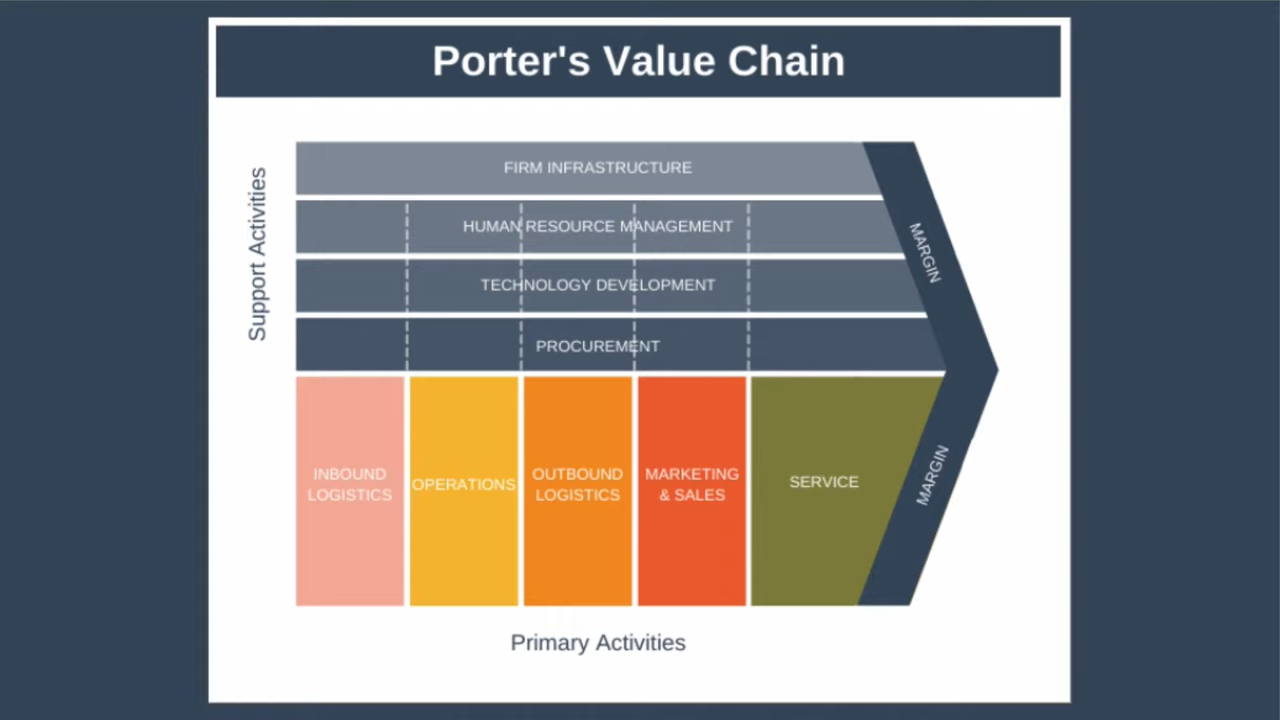 Porter's Value Chain
Support Activities
FIRM INFRASTRUCTURE
HUMAN RESOURCE MANAGEMENT
TECHNOLOGY DEVELOPMENT
PROCUREMENT
MARGIN
INBOUND
LOGISTICS
OPERATIONS
OUTBOUND
LOGISTICS
MARKETING
& SALES
SERVICE
MARGIN
Primary Activities